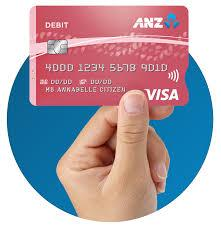 DEBIT ANZ
4000 1234 5678 9010
00/00 00/00
MS ANNABELLE CITIZEN
VISA